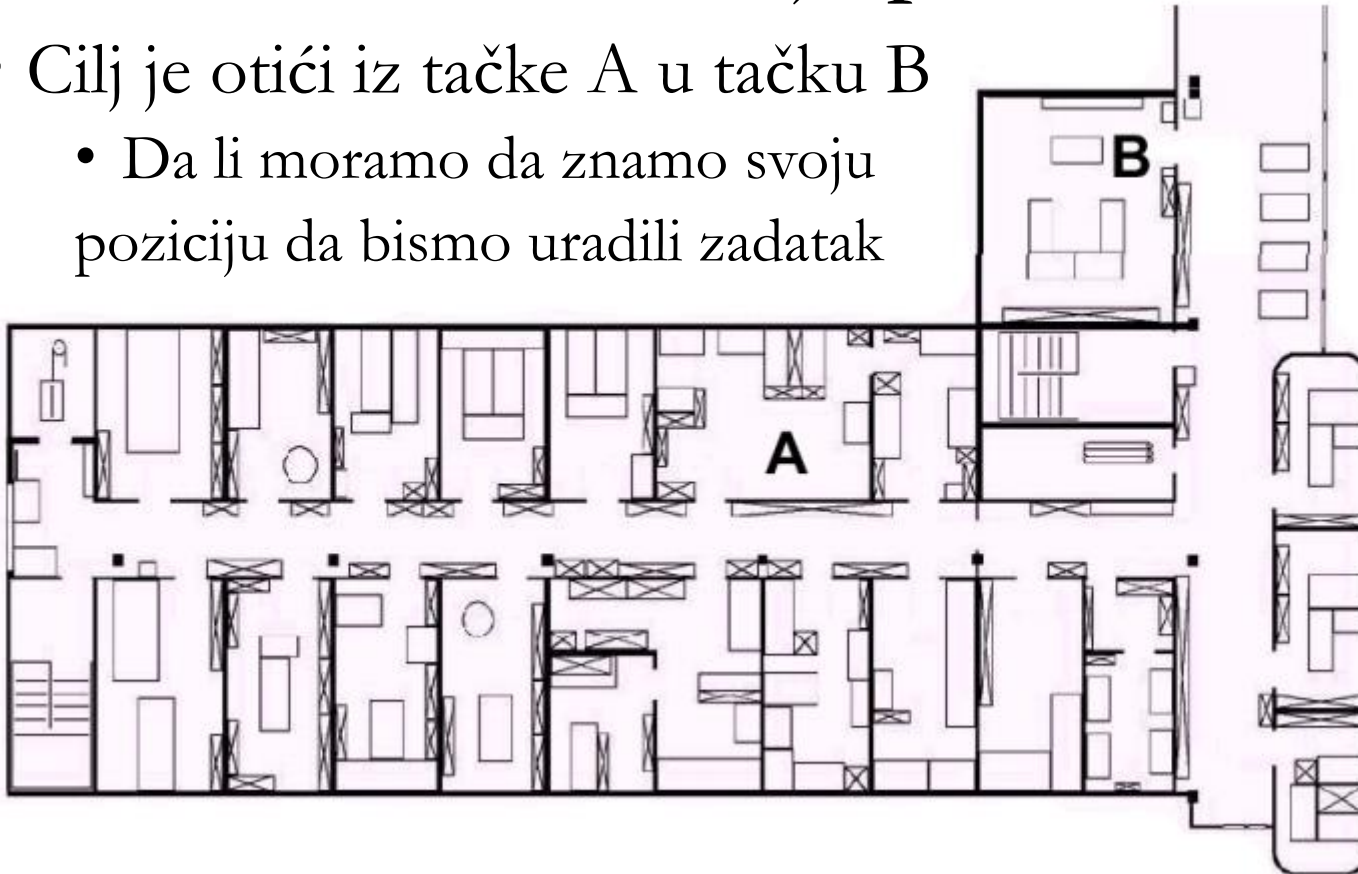 • Cilj je otići iz tačke A u tačku B
• Da li moramo da znamo svoju
poziciju da bismo uradili zadatak
B
A